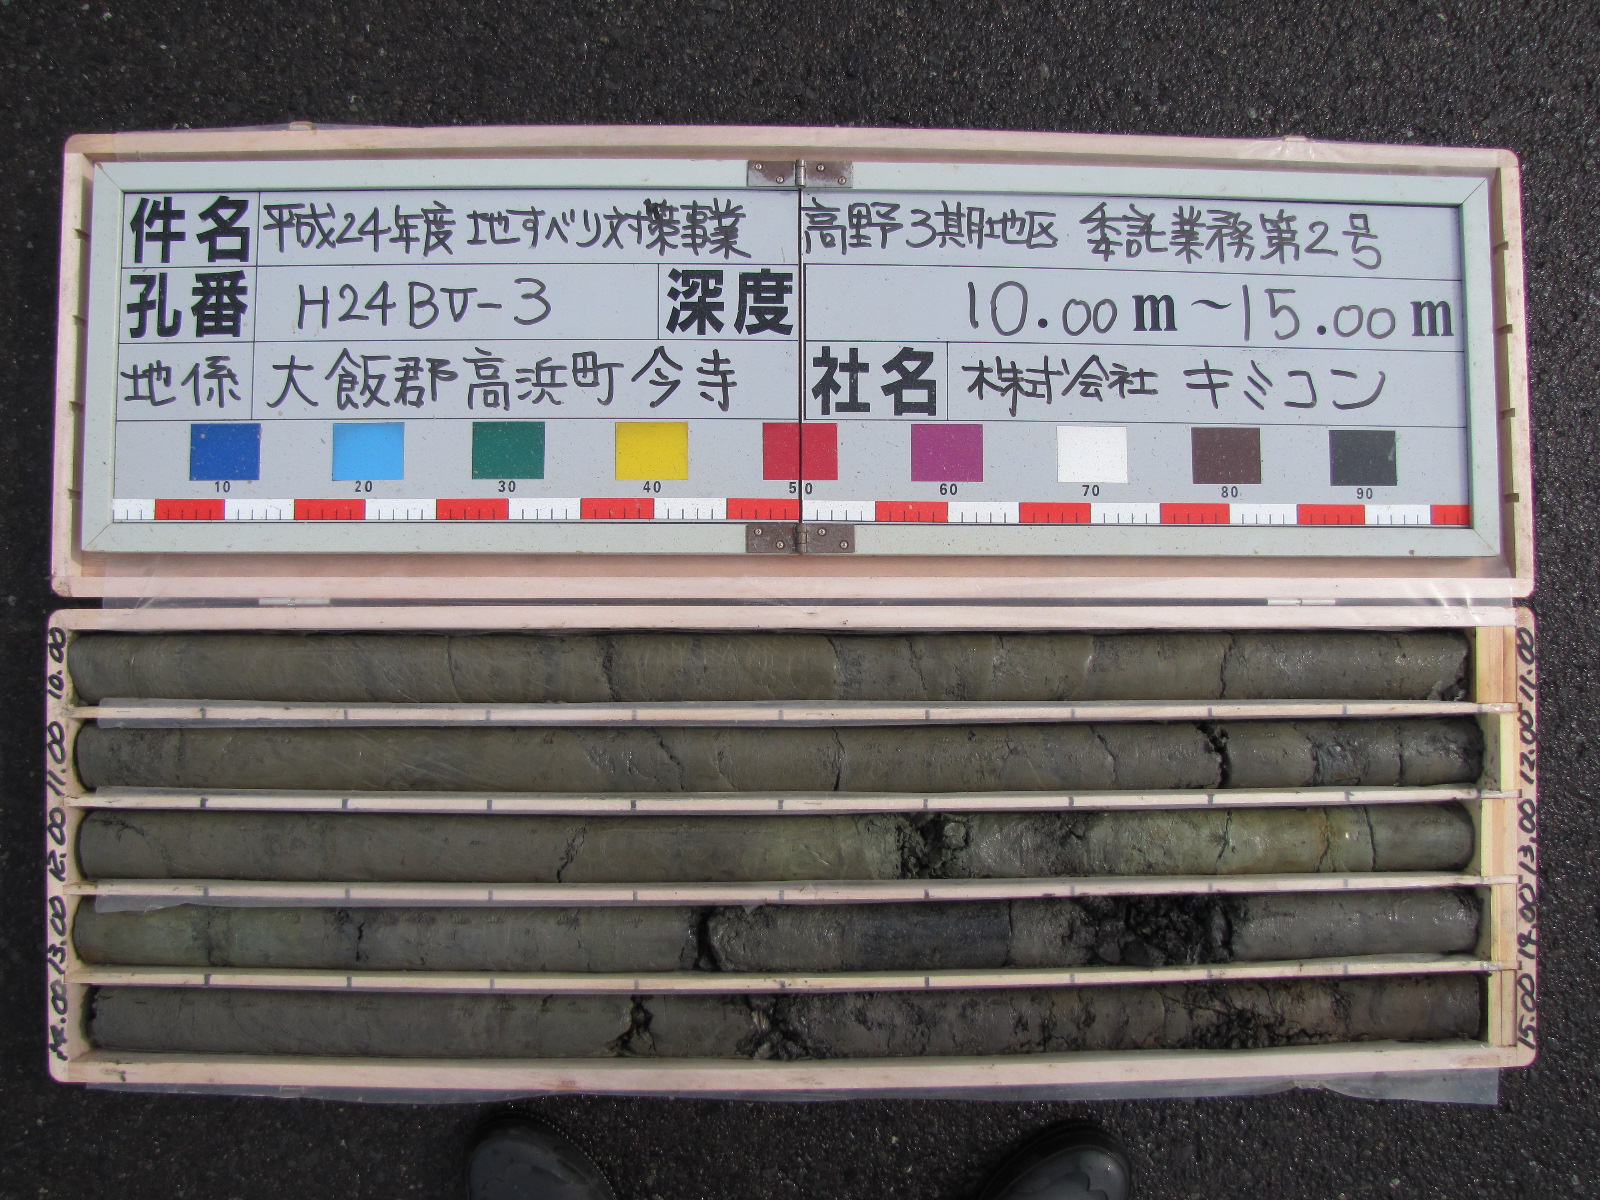 件名 平成24年度 地すべり対策事業 高野3期地区 委託業務第2号
孔番 H24BV-3 深度 10.00m~15.00m
地係 大飯郡高浜町今寺 社名 株式会社 キミコン
10 20 30 40 50 60 70 80 90
10.00 11.00
11.00 12.00
12.00 13.00
13.00 14.00
14.00 15.00